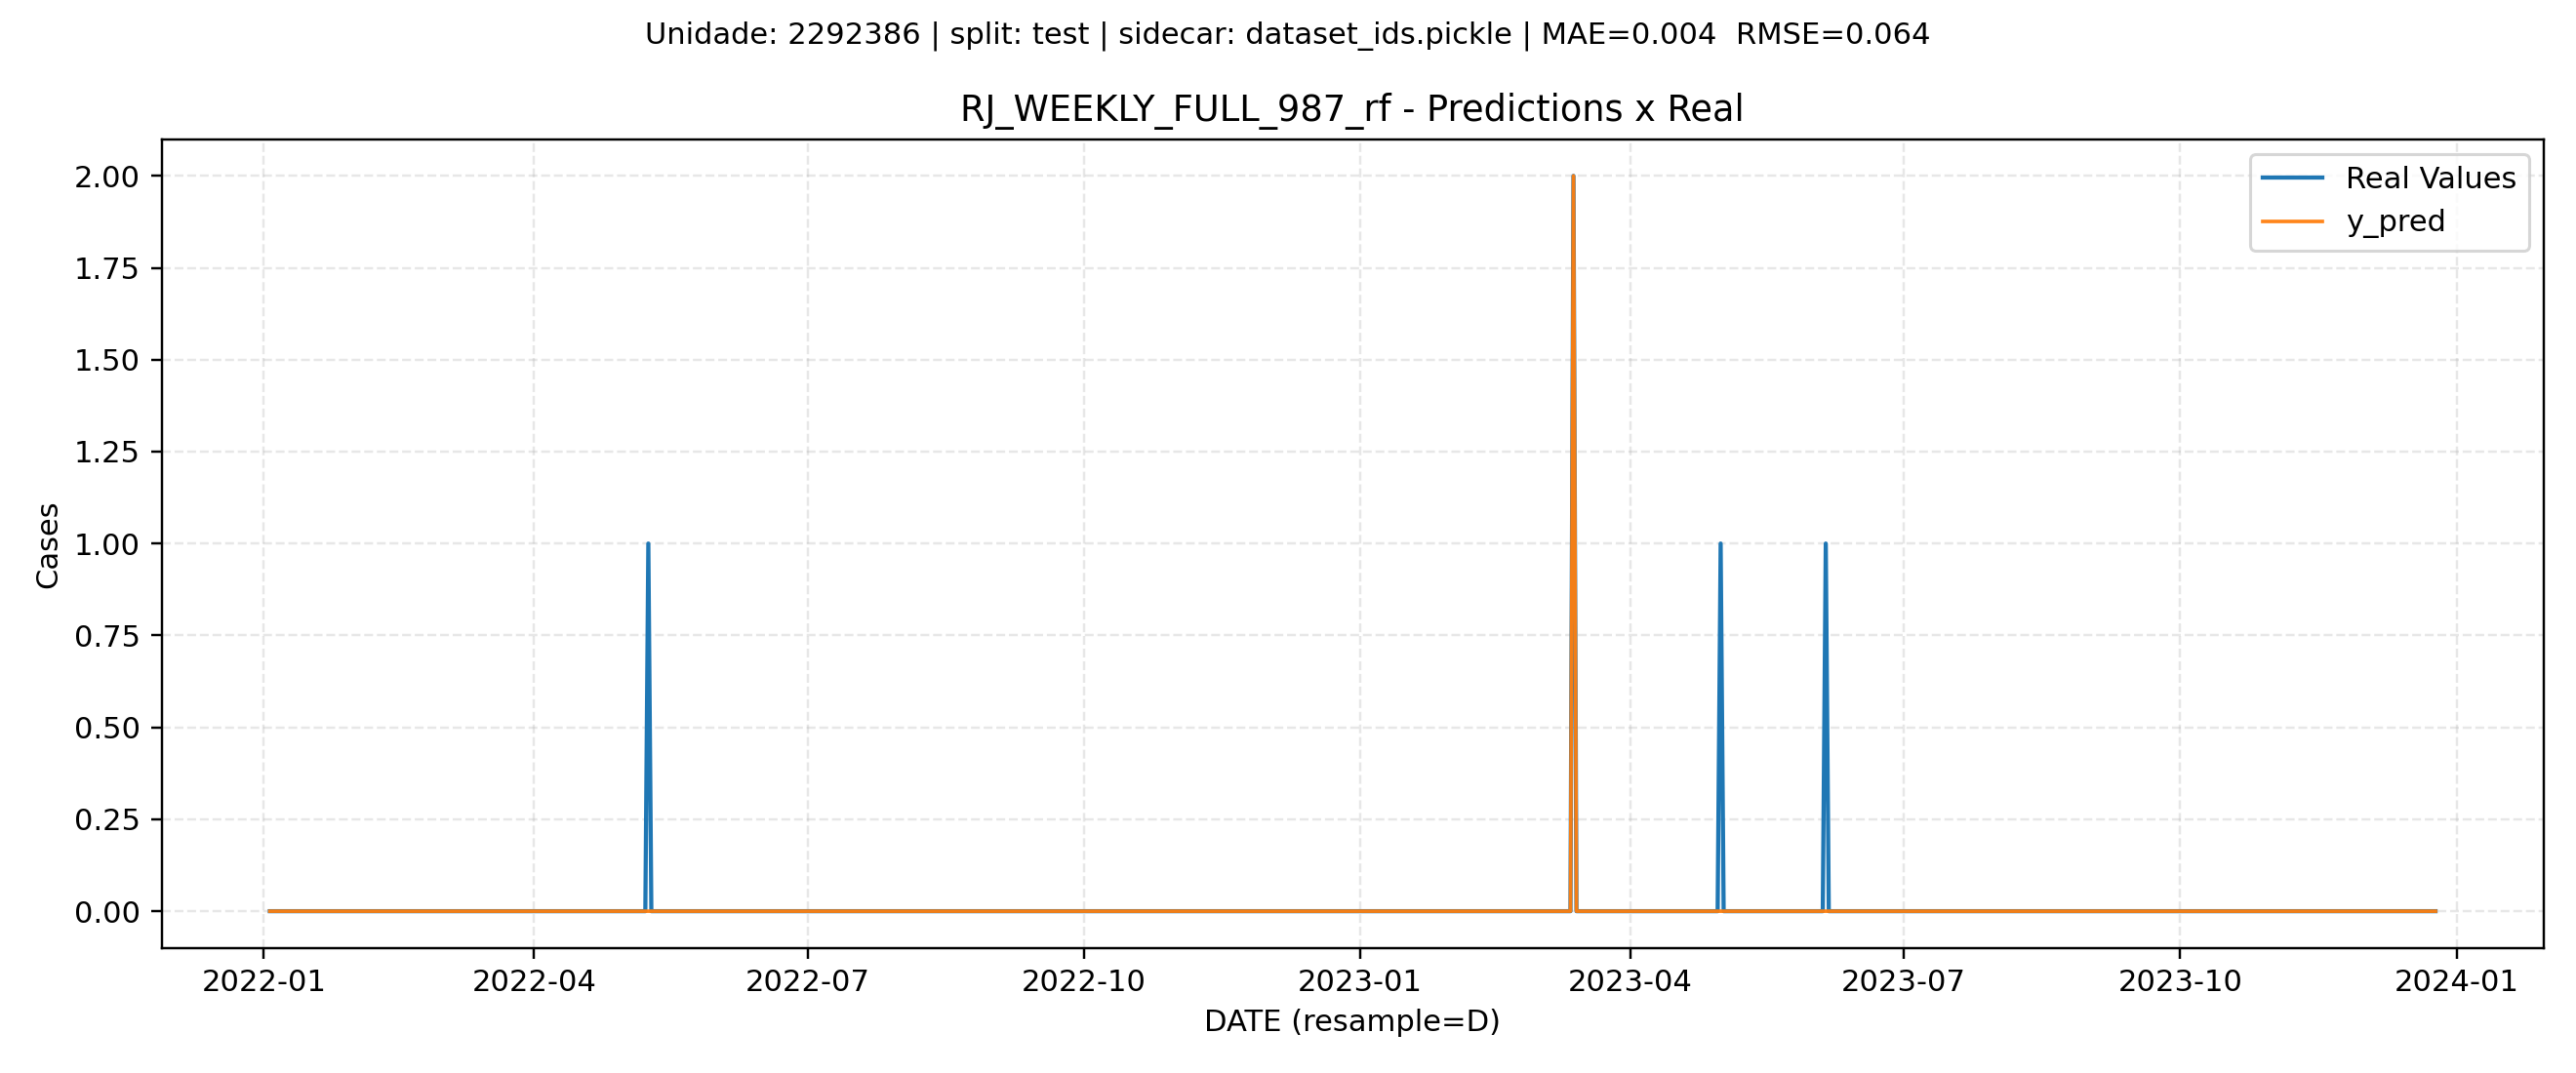 Unidade: 2292386 | split: test | sidecar: dataset_ids.pickle | MAE=0.004  RMSE=0.064
RJ_WEEKLY_FULL_987_rf - Predictions x Real
Real Values
y_pred
Cases
2.00
1.75
1.50
1.25
1.00
0.75
0.50
0.25
0.00
2022-01 2022-04 2022-07 2022-10 2023-01 2023-04 2023-07 2023-10 2024-01
DATE (resample=D)